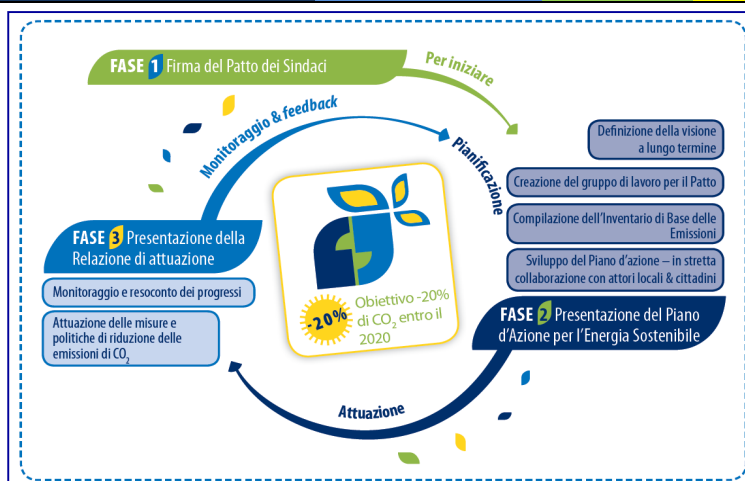 FASE 1 Firma del Patto dei Sindaci
Per iniziare
Monitoraggio & feedback
Pianificazione
Definizione della visione
a lungo termine
Creazione del gruppo di lavoro per il Patto
Compilazione dell'Inventario di Base delle
Emissioni
Sviluppo del Piano d'azione – in stretta
collaborazione con attori locali & cittadini
FASE 2 Presentazione del Piano
d'Azione per l'Energia Sostenibile
FASE 3 Presentazione della
Relazione di attuazione
Monitoraggio e resoconto dei progressi
Attuazione delle misure e
politiche di riduzione delle
emissioni di CO₂
-20%
Obiettivo -20%
di CO₂ entro il
2020
Attuazione